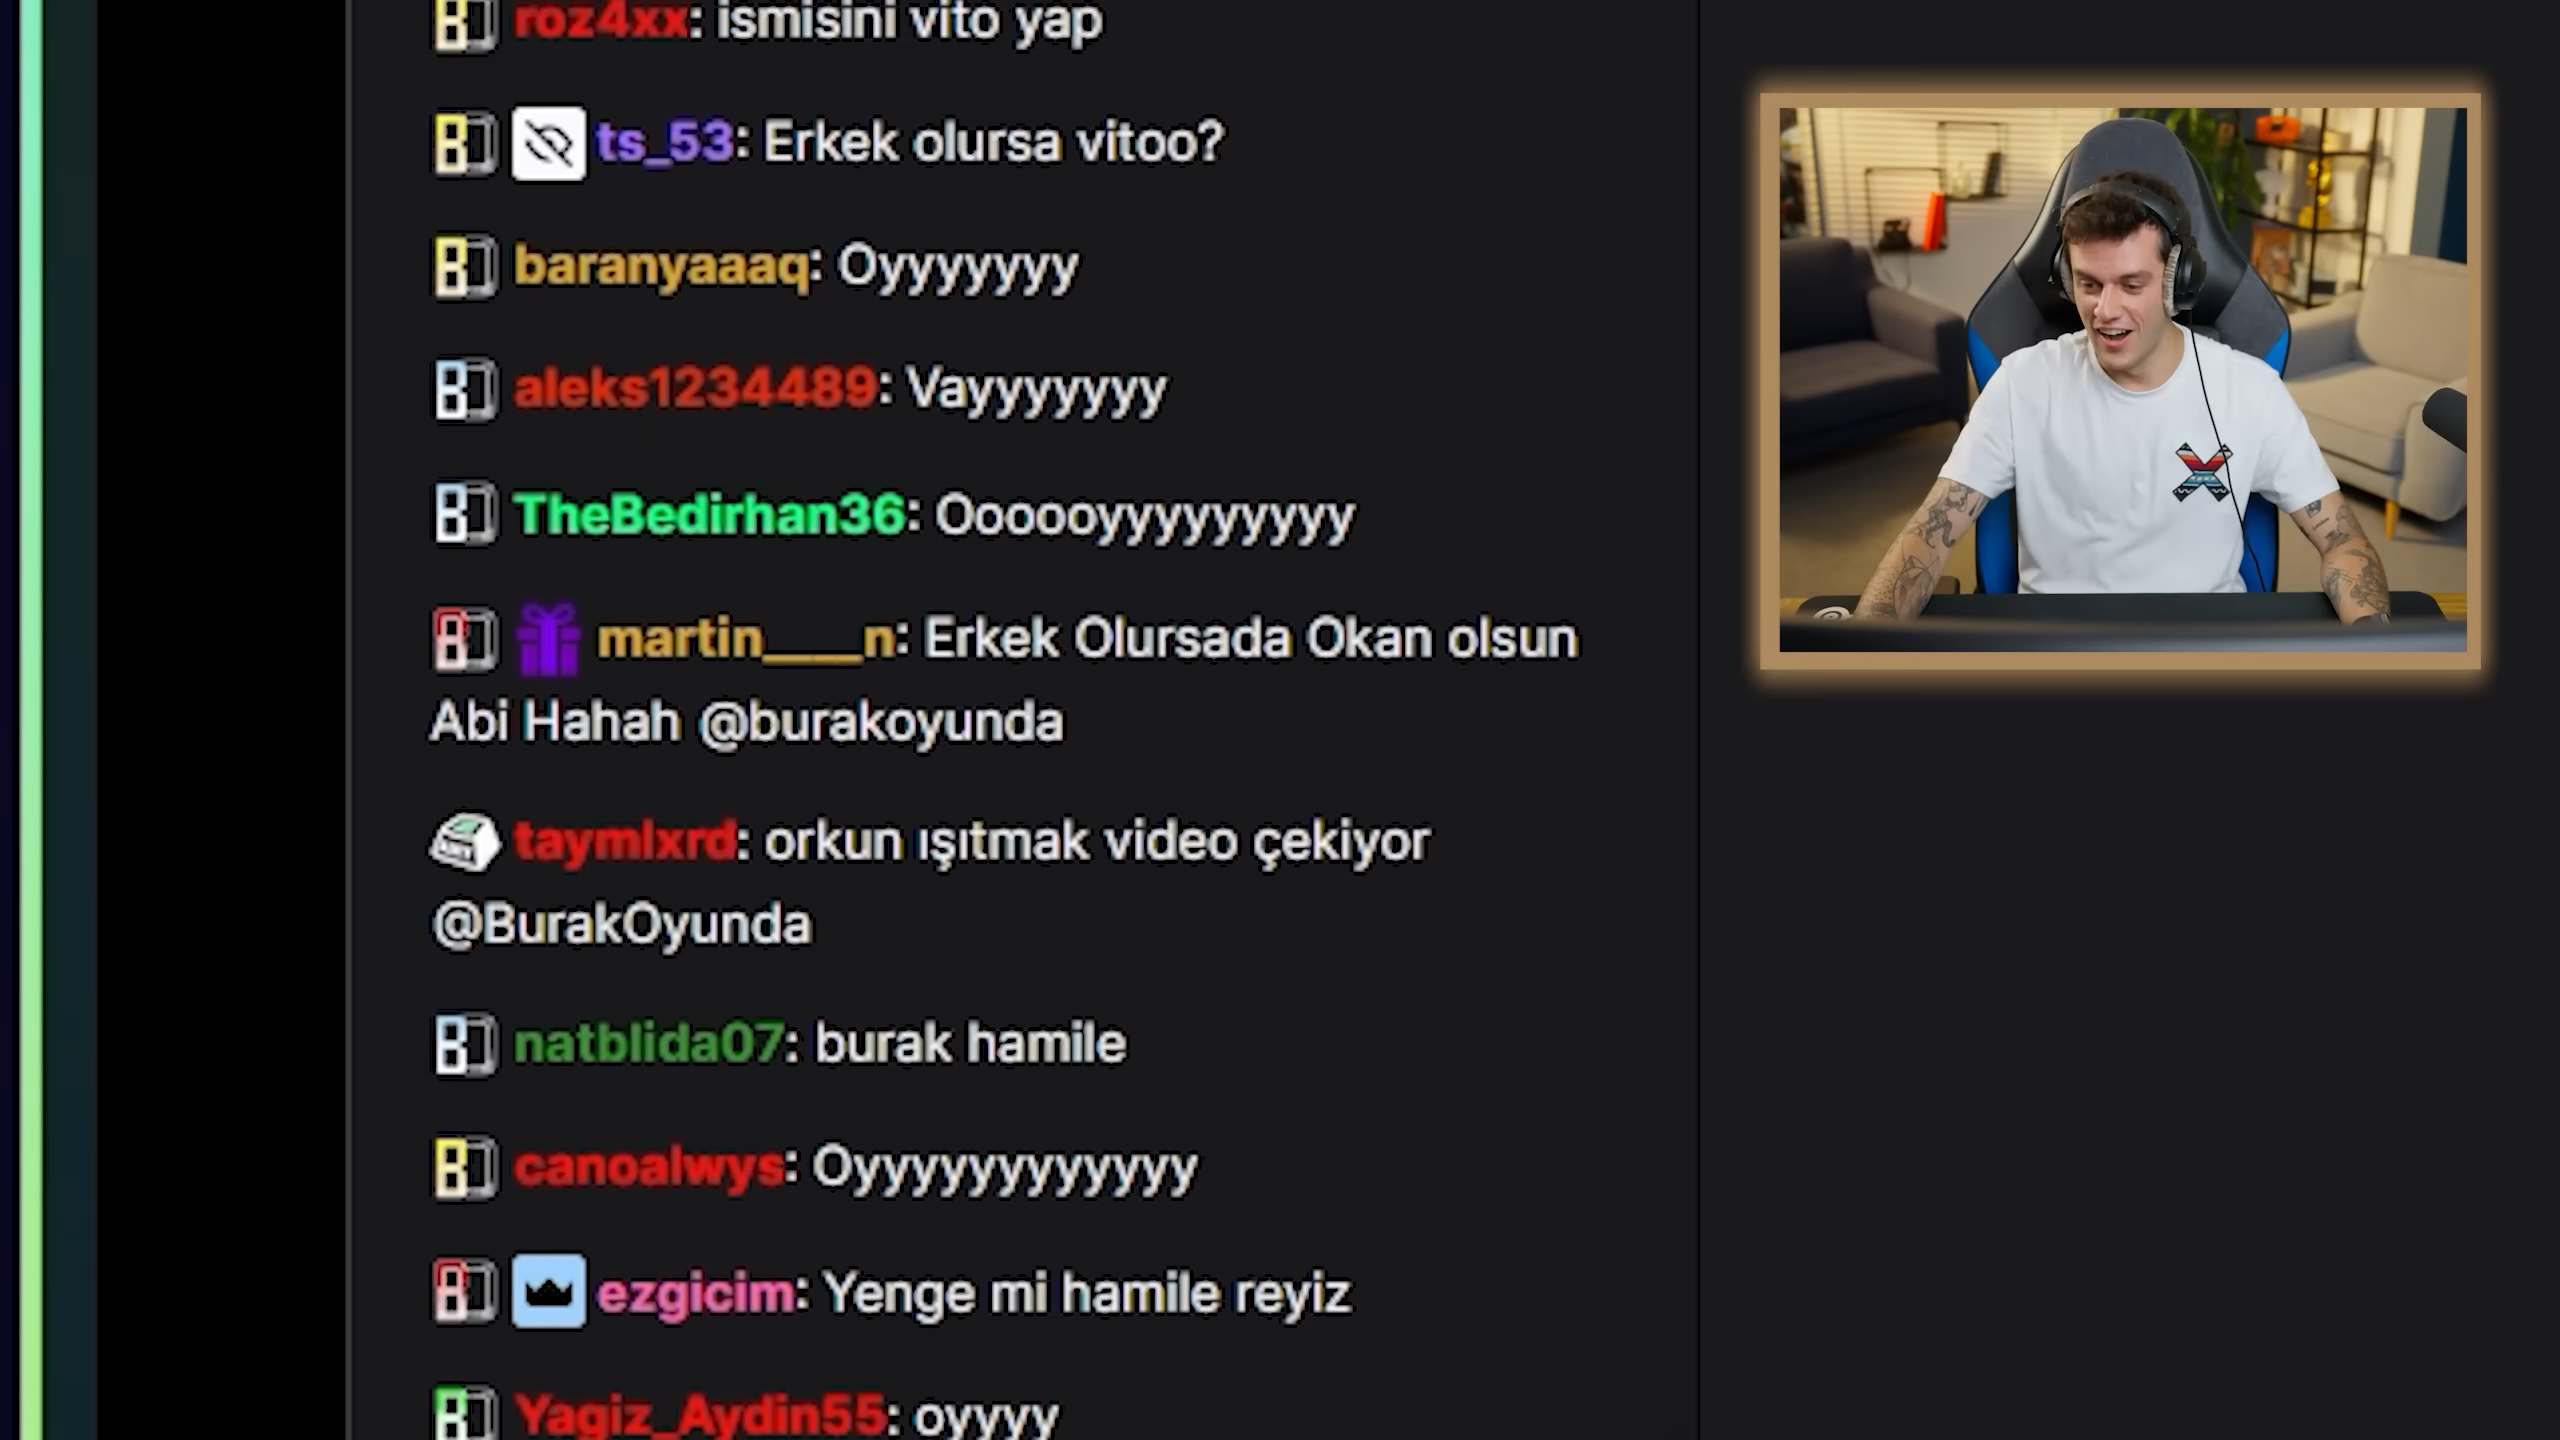 roz4xx: ismisini vito yap
ts_53: Erkek olursa vitoo?
baranyaaaq: Oyyyyyyy
aleks1234489: Vayyyyyyy
TheBedirhan36: Oooooyyyyyyyyy
martin____n: Erkek Olursada Okan olsun
Abi Hahah @burakoyunda
taymlxrd: orkun ışıtmak video çekiyor
@BurakOyunda
natblida07: burak hamile
canoalwys: Oyyyyyyyyyyyy
ezgicim: Yenge mi hamile reyiz
Yagiz_Aydin55: oyyyy